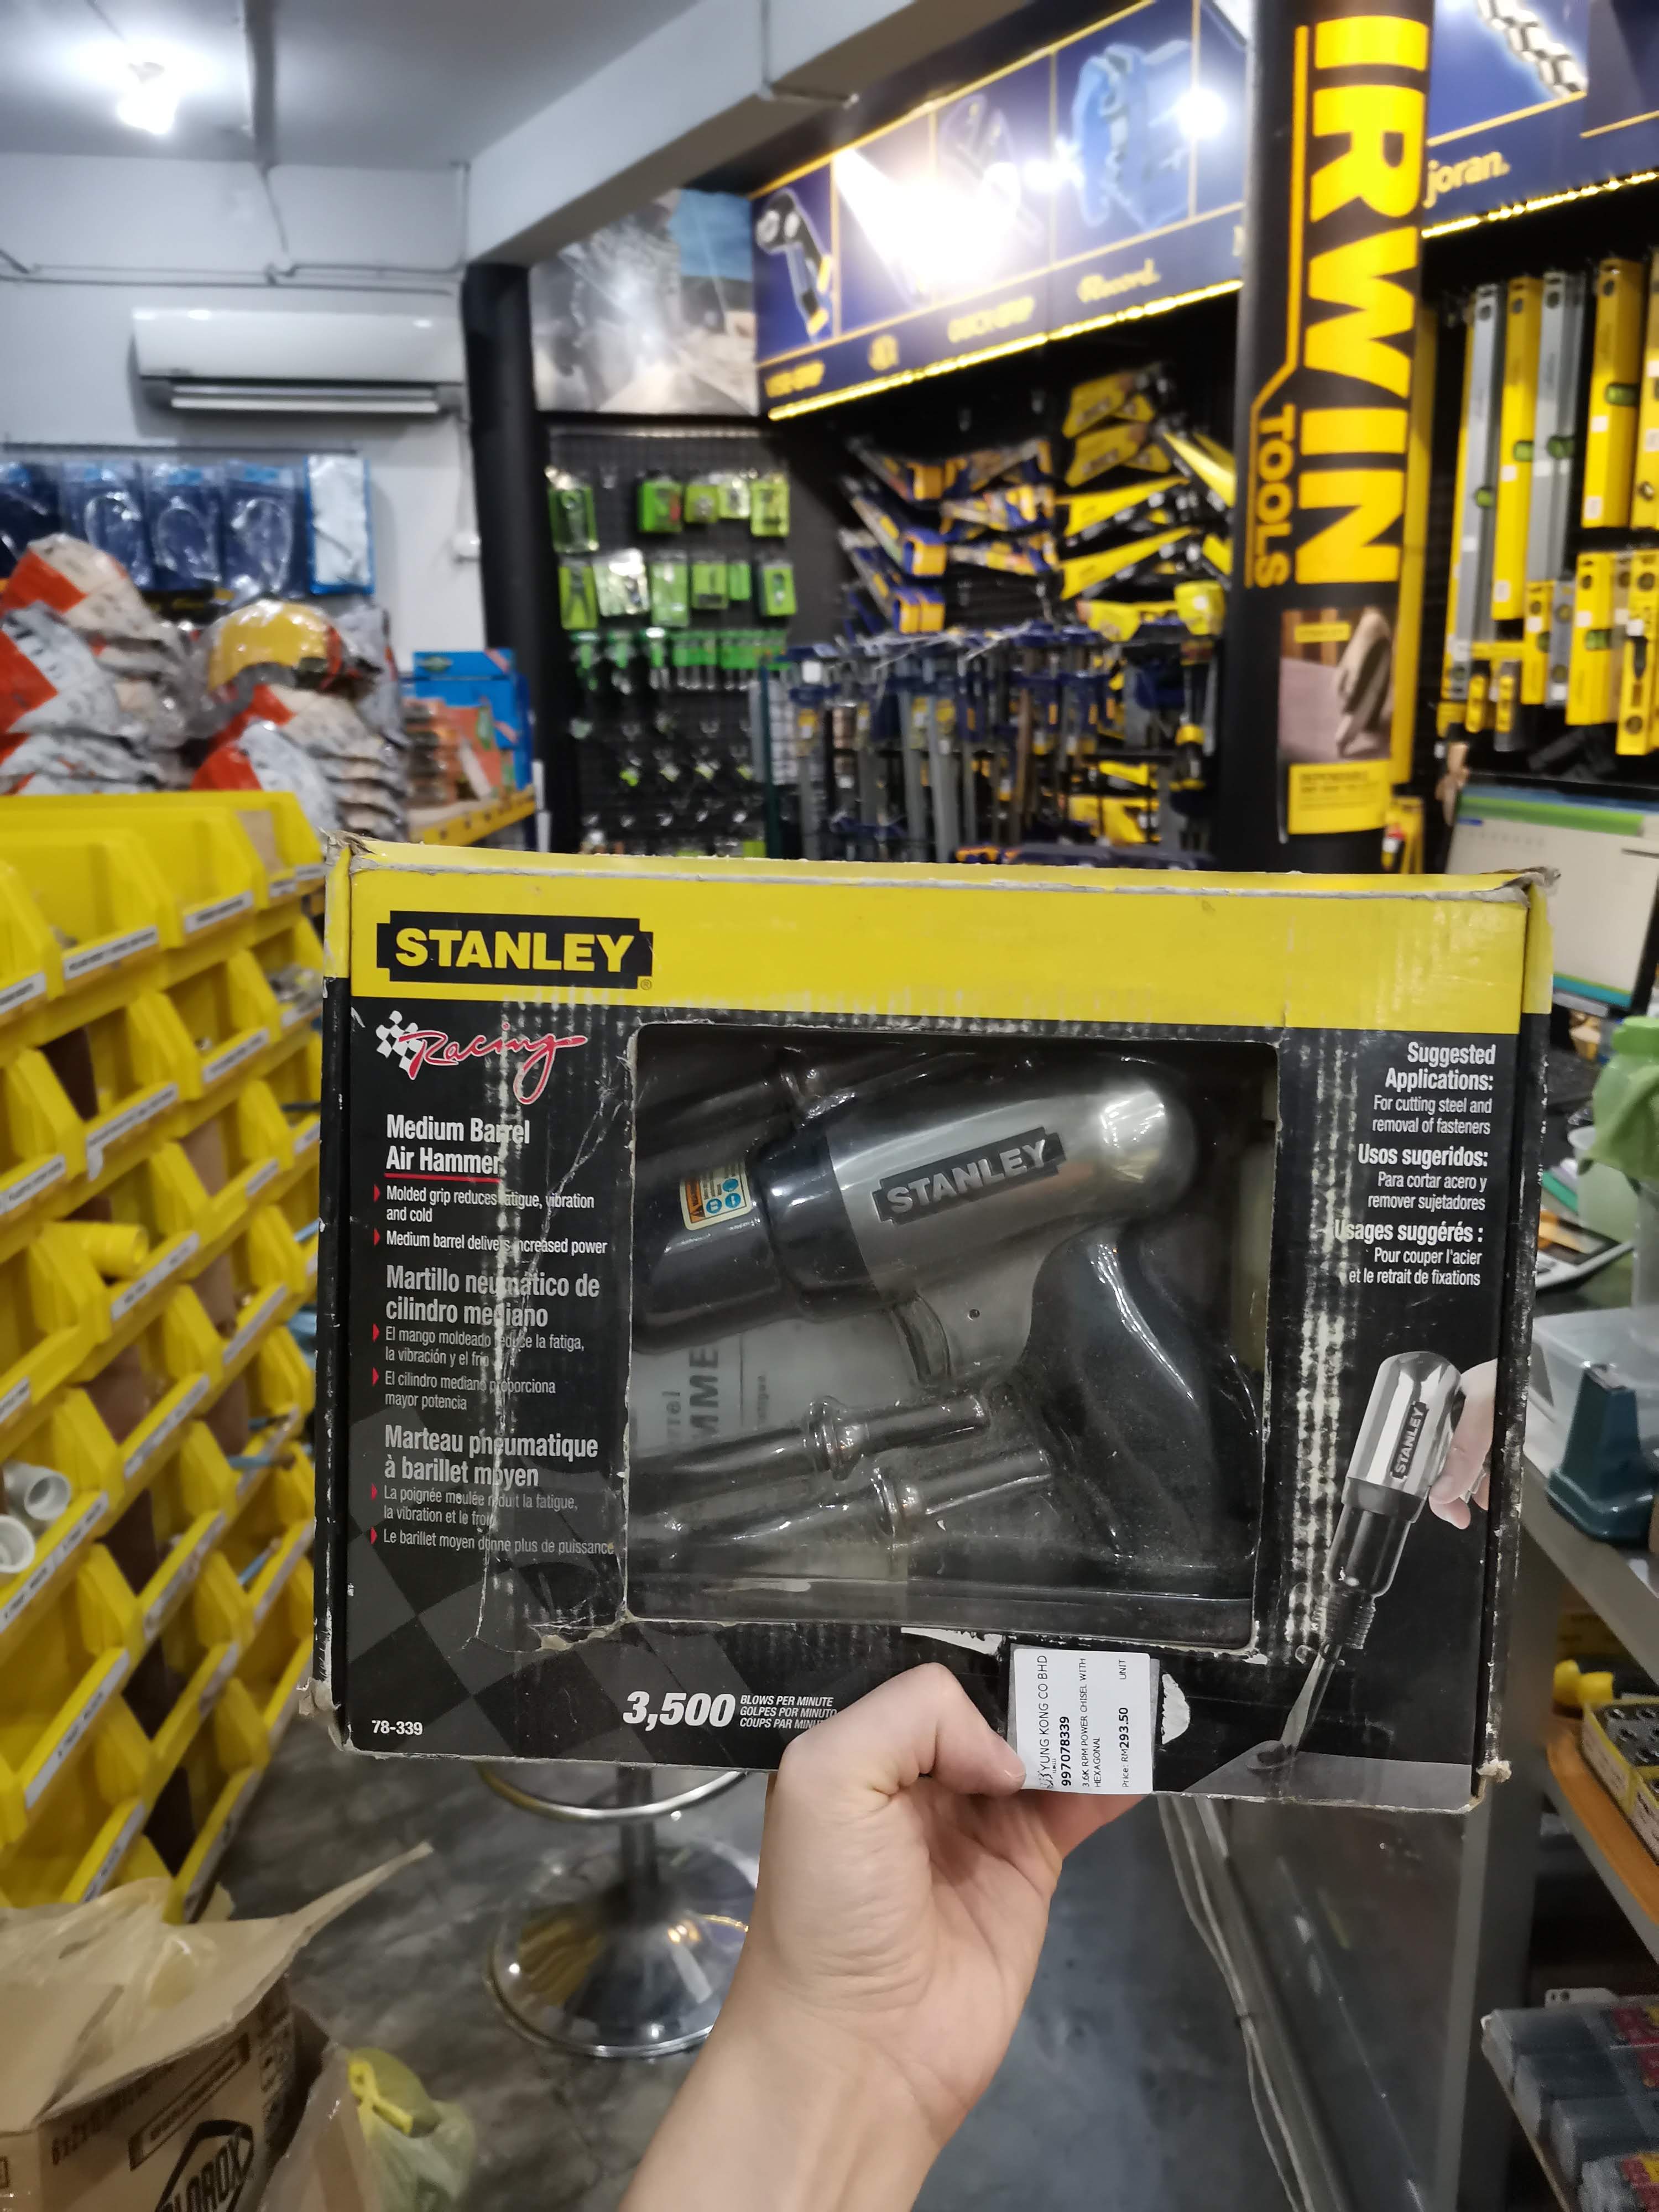 IRWIN
TOOLS
joran.
Record.
QUICK-GRIP
STANLEY
®
Racing
Medium Barrel
Air Hammer
Molded grip reduces fatigue, vibration
and cold
Medium barrel delivers increased power
Martillo neumático de
cilindro mediano
El mango moldeado reduce la fatiga,
la vibración y el frío
El cilindro mediano proporciona
mayor potencia
Marteau pneumatique
à barillet moyen
La poignée moulée réduit la fatigue,
la vibration et le froid
Le barillet moyen donne plus de puissance
STANLEY
Suggested
Applications:
For cutting steel and
removal of fasteners
Usos sugeridos:
Para cortar acero y
remover sujetadores
Usages suggérés :
Pour couper l'acier
et le retrait de fixations
STANLEY
78-339
3,500
BLOWS PER MINUTE
GOLPES POR MINUTO
COUPS PAR MINU
YUNG KONG CO BHD
997078339
3.6K RPM POWER CHISEL WITH
HEXAGONAL
Price: RM293.50 UNIT